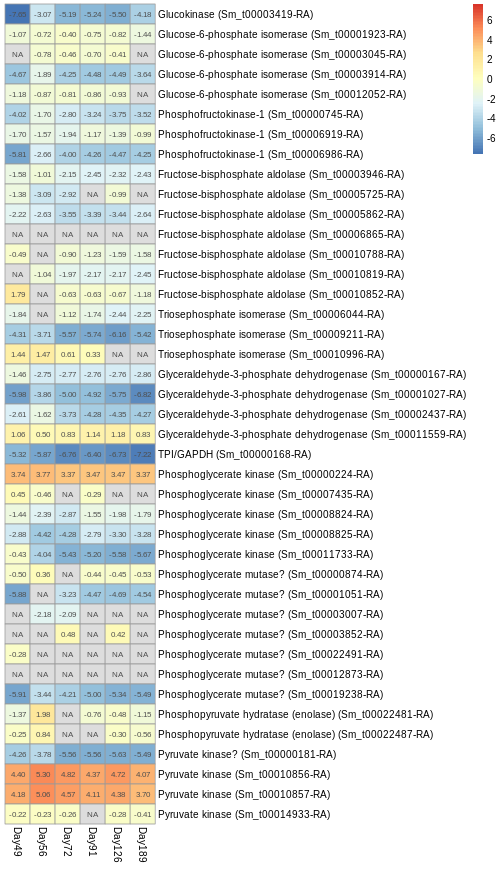 -7.65 -3.07 -5.19 -5.24 -5.50 -4.18 Glucokinase (Sm_t00003419-RA)
-1.07 -0.72 -0.40 -0.75 -0.82 -1.44 Glucose-6-phosphate isomerase (Sm_t00001923-RA)
NA -0.78 -0.46 -0.70 -0.41 NA Glucose-6-phosphate isomerase (Sm_t00003045-RA)
-4.67 -1.89 -4.25 -4.48 -4.49 -3.64 Glucose-6-phosphate isomerase (Sm_t00003914-RA)
-1.18 -0.87 -0.81 -0.86 -0.93 NA Glucose-6-phosphate isomerase (Sm_t00012052-RA)
-4.02 -1.70 -2.80 -3.24 -3.75 -3.52 Phosphofructokinase-1 (Sm_t00000745-RA)
-1.70 -1.57 -1.94 -1.17 -1.39 -0.99 Phosphofructokinase-1 (Sm_t00006919-RA)
-5.81 -2.66 -4.00 -4.26 -4.47 -4.25 Phosphofructokinase-1 (Sm_t00006986-RA)
-1.58 -1.01 -2.15 -2.45 -2.32 -2.43 Fructose-bisphosphate aldolase (Sm_t00003946-RA)
-1.38 -3.09 -2.92 NA -0.99 NA Fructose-bisphosphate aldolase (Sm_t00005725-RA)
-2.22 -2.63 -3.55 -3.39 -3.44 -2.64 Fructose-bisphosphate aldolase (Sm_t00005862-RA)
NA NA NA NA NA NA Fructose-bisphosphate aldolase (Sm_t00006865-RA)
-0.49 NA -0.90 -1.23 -1.59 -1.58 Fructose-bisphosphate aldolase (Sm_t00010788-RA)
NA -1.04 -1.97 -2.17 -2.17 -2.45 Fructose-bisphosphate aldolase (Sm_t00010819-RA)
1.79 NA -0.63 -0.63 -0.67 -1.18 Fructose-bisphosphate aldolase (Sm_t00010852-RA)
-1.84 NA -1.12 -1.74 -2.44 -2.25 Triosephosphate isomerase (Sm_t00006044-RA)
-4.31 -3.71 -5.57 -5.74 -6.16 -5.42 Triosephosphate isomerase (Sm_t00009211-RA)
1.44 1.47 0.61 0.33 NA NA Triosephosphate isomerase (Sm_t00010996-RA)
-1.46 -2.75 -2.77 -2.76 -2.76 -2.86 Glyceraldehyde-3-phosphate dehydrogenase (Sm_t00000167-RA)
-5.98 -3.86 -5.00 -4.92 -5.75 -6.82 Glyceraldehyde-3-phosphate dehydrogenase (Sm_t00001027-RA)
-2.61 -1.62 -3.73 -4.28 -4.35 -4.27 Glyceraldehyde-3-phosphate dehydrogenase (Sm_t00002437-RA)
1.06 0.50 0.83 1.14 1.18 0.83 Glyceraldehyde-3-phosphate dehydrogenase (Sm_t00011559-RA)
-5.32 -5.87 -6.76 -6.40 -6.73 -7.22 TPI/GAPDH (Sm_t00000168-RA)
3.74 3.77 3.37 3.47 3.47 3.37 Phosphoglycerate kinase (Sm_t00000224-RA)
0.45 -0.46 NA -0.29 NA NA Phosphoglycerate kinase (Sm_t00007435-RA)
-1.44 -2.39 -2.87 -1.55 -1.98 -1.79 Phosphoglycerate kinase (Sm_t00008824-RA)
-2.88 -4.42 -4.28 -2.79 -3.30 -3.28 Phosphoglycerate kinase (Sm_t00008825-RA)
-0.43 -4.04 -5.43 -5.20 -5.58 -5.67 Phosphoglycerate kinase (Sm_t00011733-RA)
-0.50 0.36 NA -0.44 -0.45 -0.53 Phosphoglycerate mutase? (Sm_t00000874-RA)
-5.88 NA -3.23 -4.47 -4.69 -4.54 Phosphoglycerate mutase? (Sm_t00001051-RA)
NA -2.18 -2.09 NA NA NA Phosphoglycerate mutase? (Sm_t00003007-RA)
NA NA 0.48 NA 0.42 NA Phosphoglycerate mutase? (Sm_t00003852-RA)
-0.28 NA NA NA NA NA Phosphoglycerate mutase? (Sm_t00022491-RA)
NA NA NA NA NA NA Phosphoglycerate mutase? (Sm_t00012873-RA)
-5.91 -3.44 -4.21 -5.00 -5.34 -5.49 Phosphoglycerate mutase? (Sm_t00019238-RA)
-1.37 1.98 NA -0.76 -0.48 -1.15 Phosphopyruvate hydratase (enolase) (Sm_t00022481-RA)
-0.25 0.84 NA NA -0.30 -0.56 Phosphopyruvate hydratase (enolase) (Sm_t00022487-RA)
-4.26 -3.78 -5.56 -5.56 -5.63 -5.49 Pyruvate kinase? (Sm_t00000181-RA)
4.40 5.30 4.82 4.37 4.72 4.07 Pyruvate kinase (Sm_t00010856-RA)
4.18 5.06 4.57 4.11 4.38 3.70 Pyruvate kinase (Sm_t00010857-RA)
-0.22 -0.23 -0.26 NA -0.28 -0.41 Pyruvate kinase (Sm_t00014933-RA)
Day49 Day56 Day72 Day91 Day126 Day189
6
4
2
0
-2
-4
-6